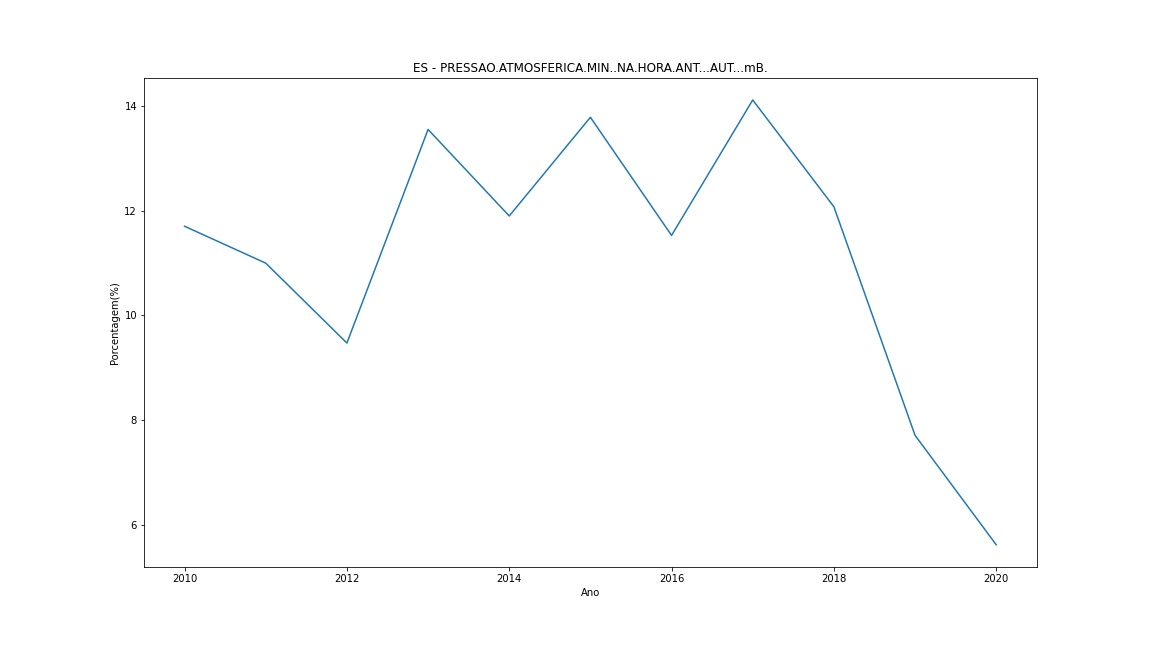 ES - PRESSAO.ATMOSFERICA.MIN..NA.HORA.ANT...AUT...mB.
14
12
10
8
6
Porcentagem(%)
2010 2012 2014 2016 2018 2020
Ano